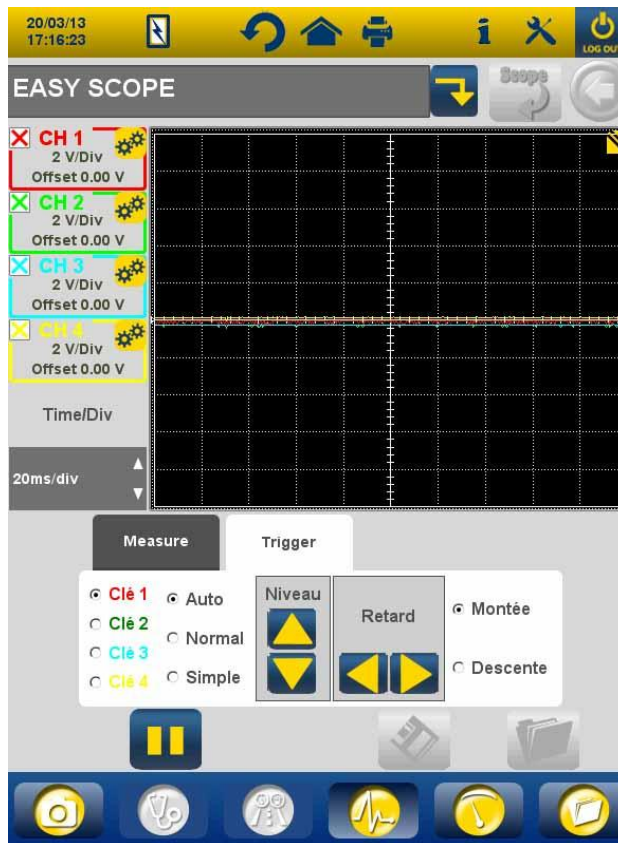 20/03/13
17:16:23
LOG OUT
EASY SCOPE
Scope
CH 1
2 V/Div
Offset 0.00 V
CH 2
2 V/Div
Offset 0.00 V
CH 3
2 V/Div
Offset 0.00 V
CH 4
2 V/Div
Offset 0.00 V
Time/Div
20ms/div
Measure
Trigger
Clé 1
Clé 2
Clé 3
Clé 4
Auto
Normal
Simple
Niveau
Retard
Montée
Descente